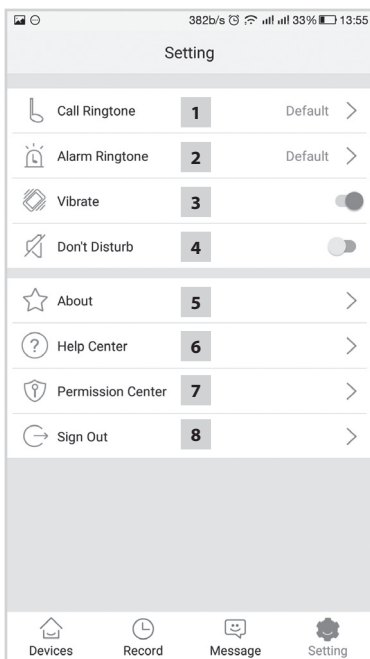 382b/s 33% 13:55
Setting
Call Ringtone 1 Default
Alarm Ringtone 2 Default
Vibrate 3
Don't Disturb 4
About 5
? Help Center 6
Permission Center 7
Sign Out 8
Devices Record Message Setting